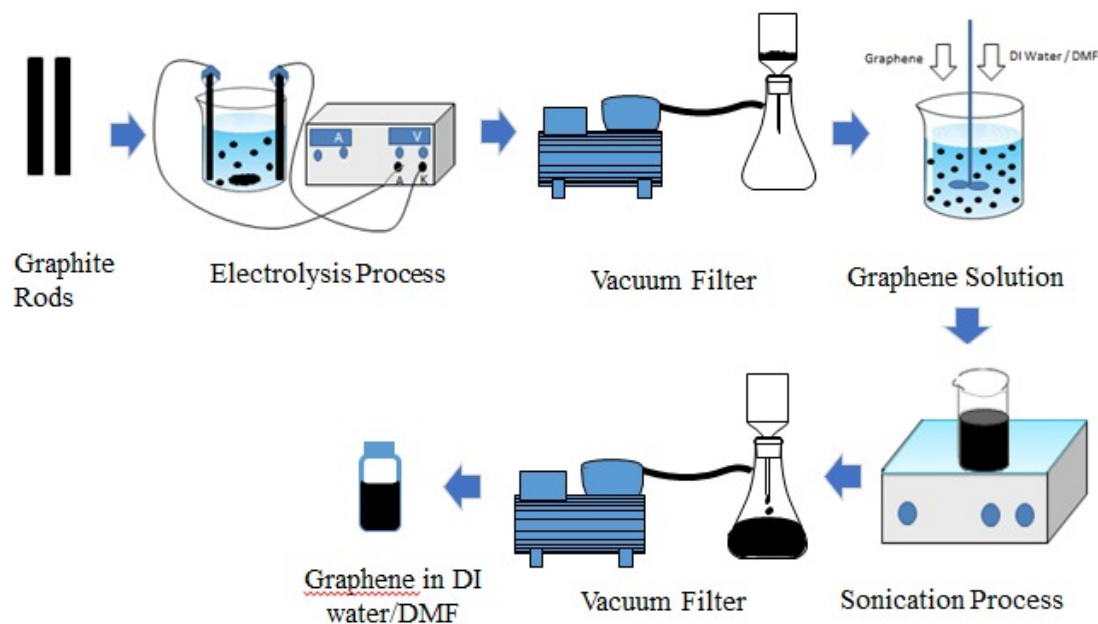 Graphene
DI Water / DMF
A
V
A
K
Graphite
Rods
Electrolysis Process
Vacuum Filter
Graphene Solution
Graphene in DI
water/DMF
Vacuum Filter
Sonication Process